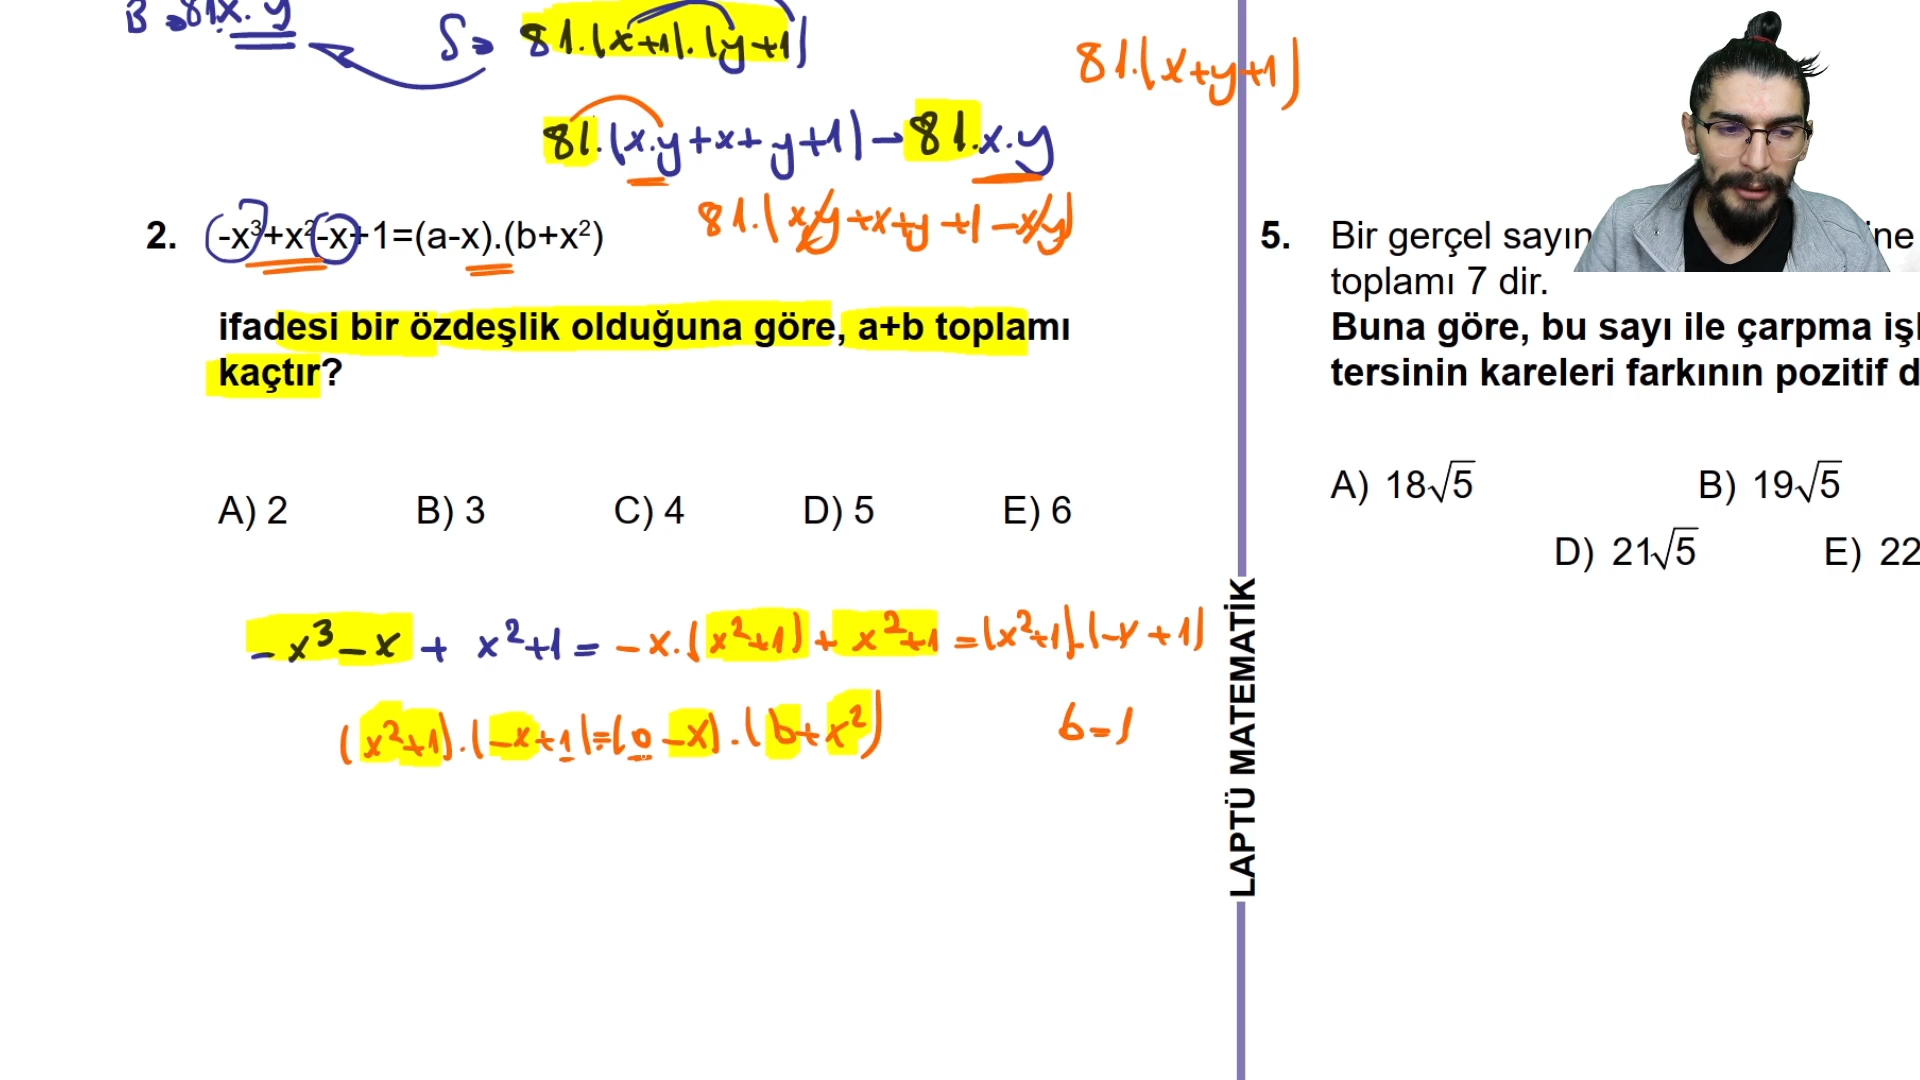 B => 81x.y
S => 81.(x+1).(y+1)
81.(x+y+1)
81.(x.y+x+y+1)-81.x.y
81.(xy+x+y+1-xy)
2. -x³+x²-x+1=(a-x).(b+x²)
ifadesi bir özdeşlik olduğuna göre, a+b toplamı
kaçtır?
A) 2 B) 3 C) 4 D) 5 E) 6
-x³-x + x²+1 = -x.(x²+1)+x²+1 =(x²+1).(-x+1)
(x²+1).(-x+1)=(a-x).(b+x²) b=1
LAPTÜ MATEMATİK
5. Bir gerçel sayın ine
toplamı 7 dir.
Buna göre, bu sayı ile çarpma iş
tersinin kareleri farkının pozitif d
A) 18√5 B) 19√5
D) 21√5 E) 22